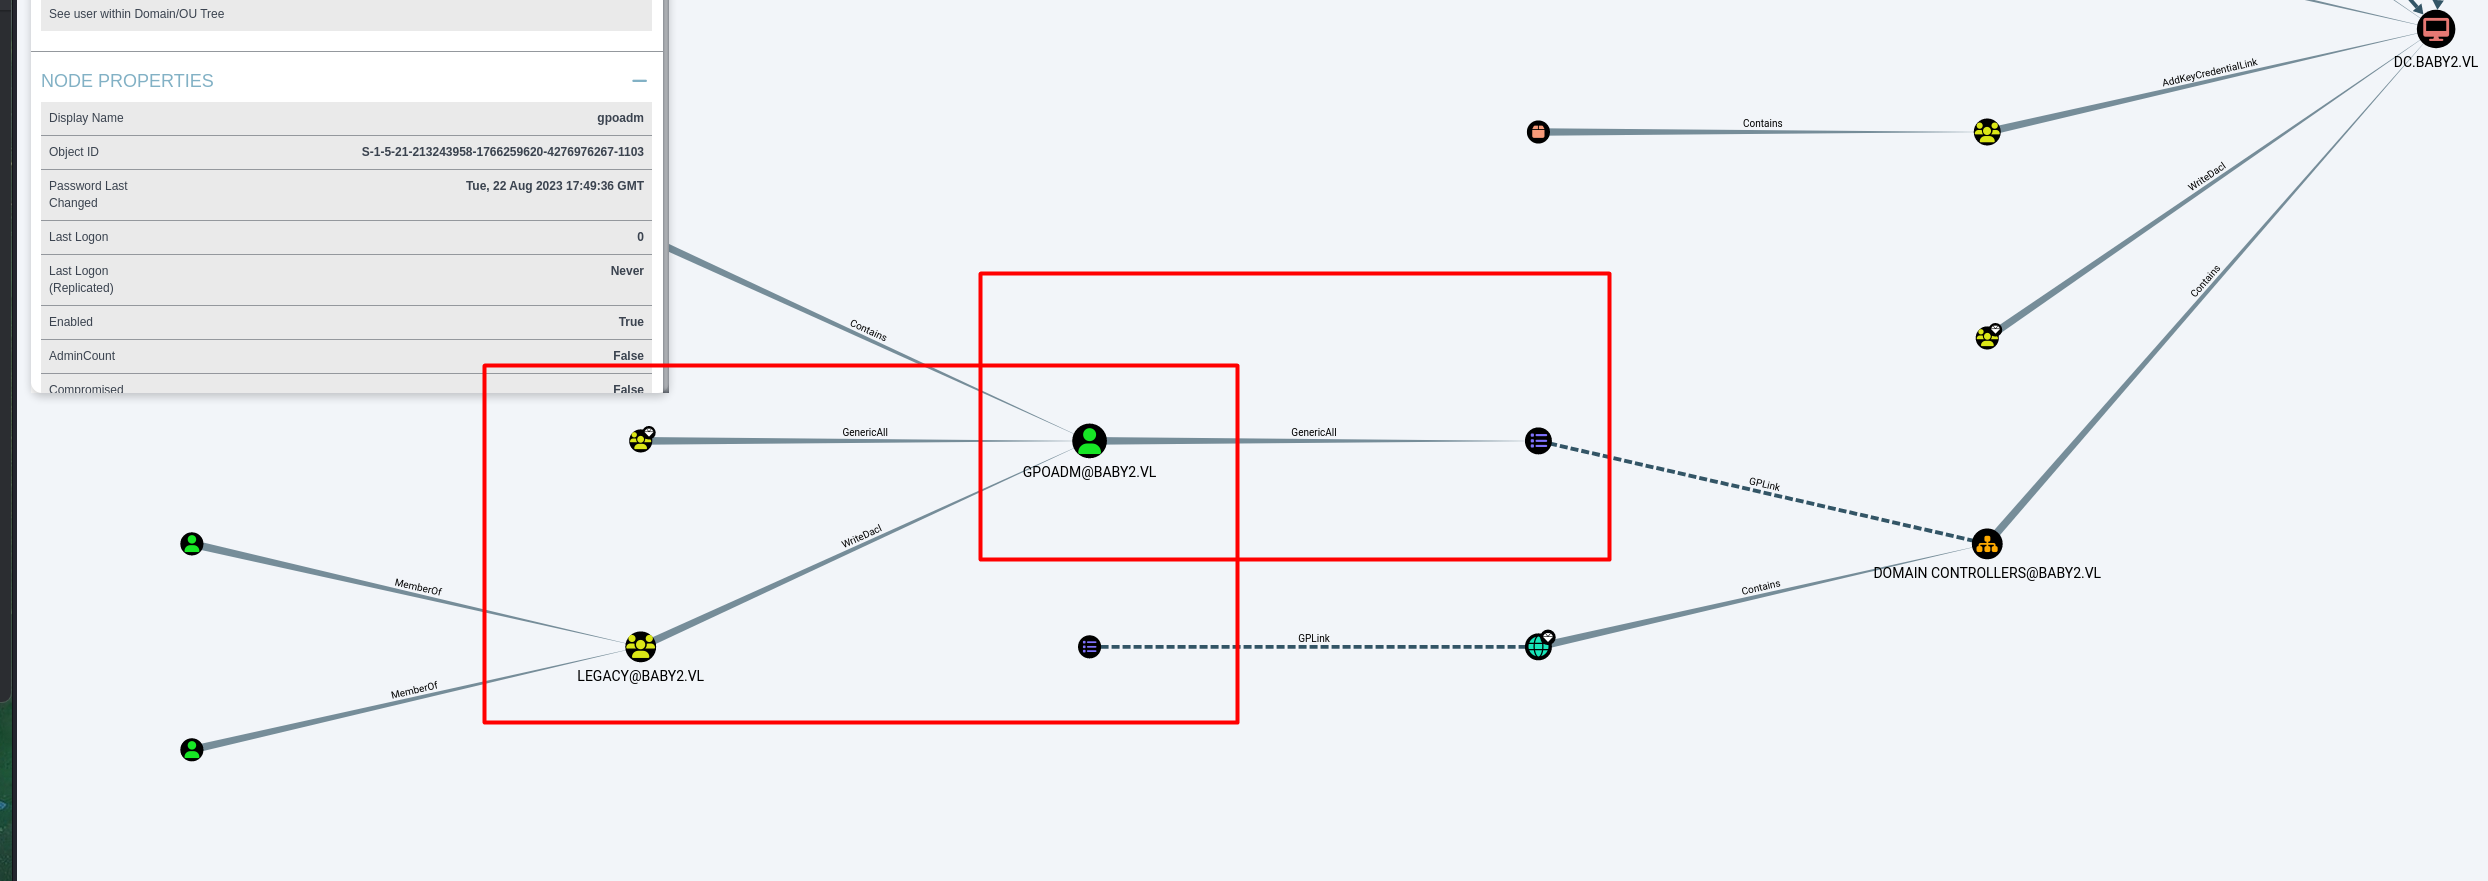 See user within Domain/OU Tree
NODE PROPERTIES
Display Name gpoadm
Object ID S-1-5-21-213243958-1766259620-4276976267-1103
Password Last
Changed Tue, 22 Aug 2023 17:49:36 GMT
Last Logon 0
Last Logon
(Replicated) Never
Enabled True
AdminCount False
Compromised False
DC.BABY2.VL
AddKeyCredentialLink
Contains
WriteDacl
Contains
Contains
GenericAll
GenericAll
GPOADM@BABY2.VL
GPLink
WriteDacl
MemberOf
DOMAIN CONTROLLERS@BABY2.VL
Contains
GPLink
LEGACY@BABY2.VL
MemberOf